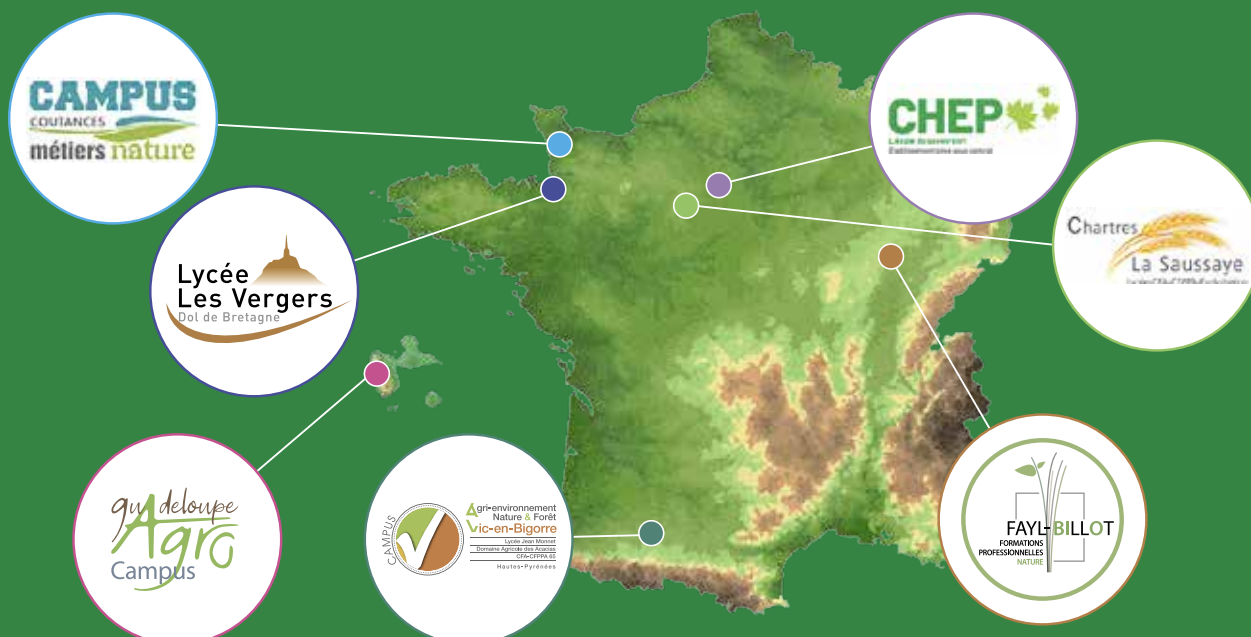 CAMPUS
COUTANCES
métiers nature
CHEP
Chartres
La Saussaye
Lycée
Les Vergers
Dol de Bretagne
guadeloupe
Agro
Campus
CAMPUS
Agri-environnement
Nature & Forêt
Vic-en-Bigorre
Lycée Jean Monnet
Domaine Agricole des Acacias
CFA-CFPPA 65
Hautes-Pyrénées
FAYL-BILLOT
FORMATIONS
PROFESSIONNELLES
NATURE